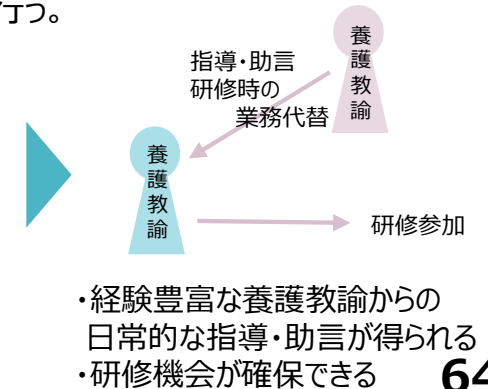 行う。
養護教諭
指導・助言
研修時の
業務代替
養護教諭
研修参加
・経験豊富な養護教諭からの
日常的な指導・助言が得られる
・研修機会が確保できる
64